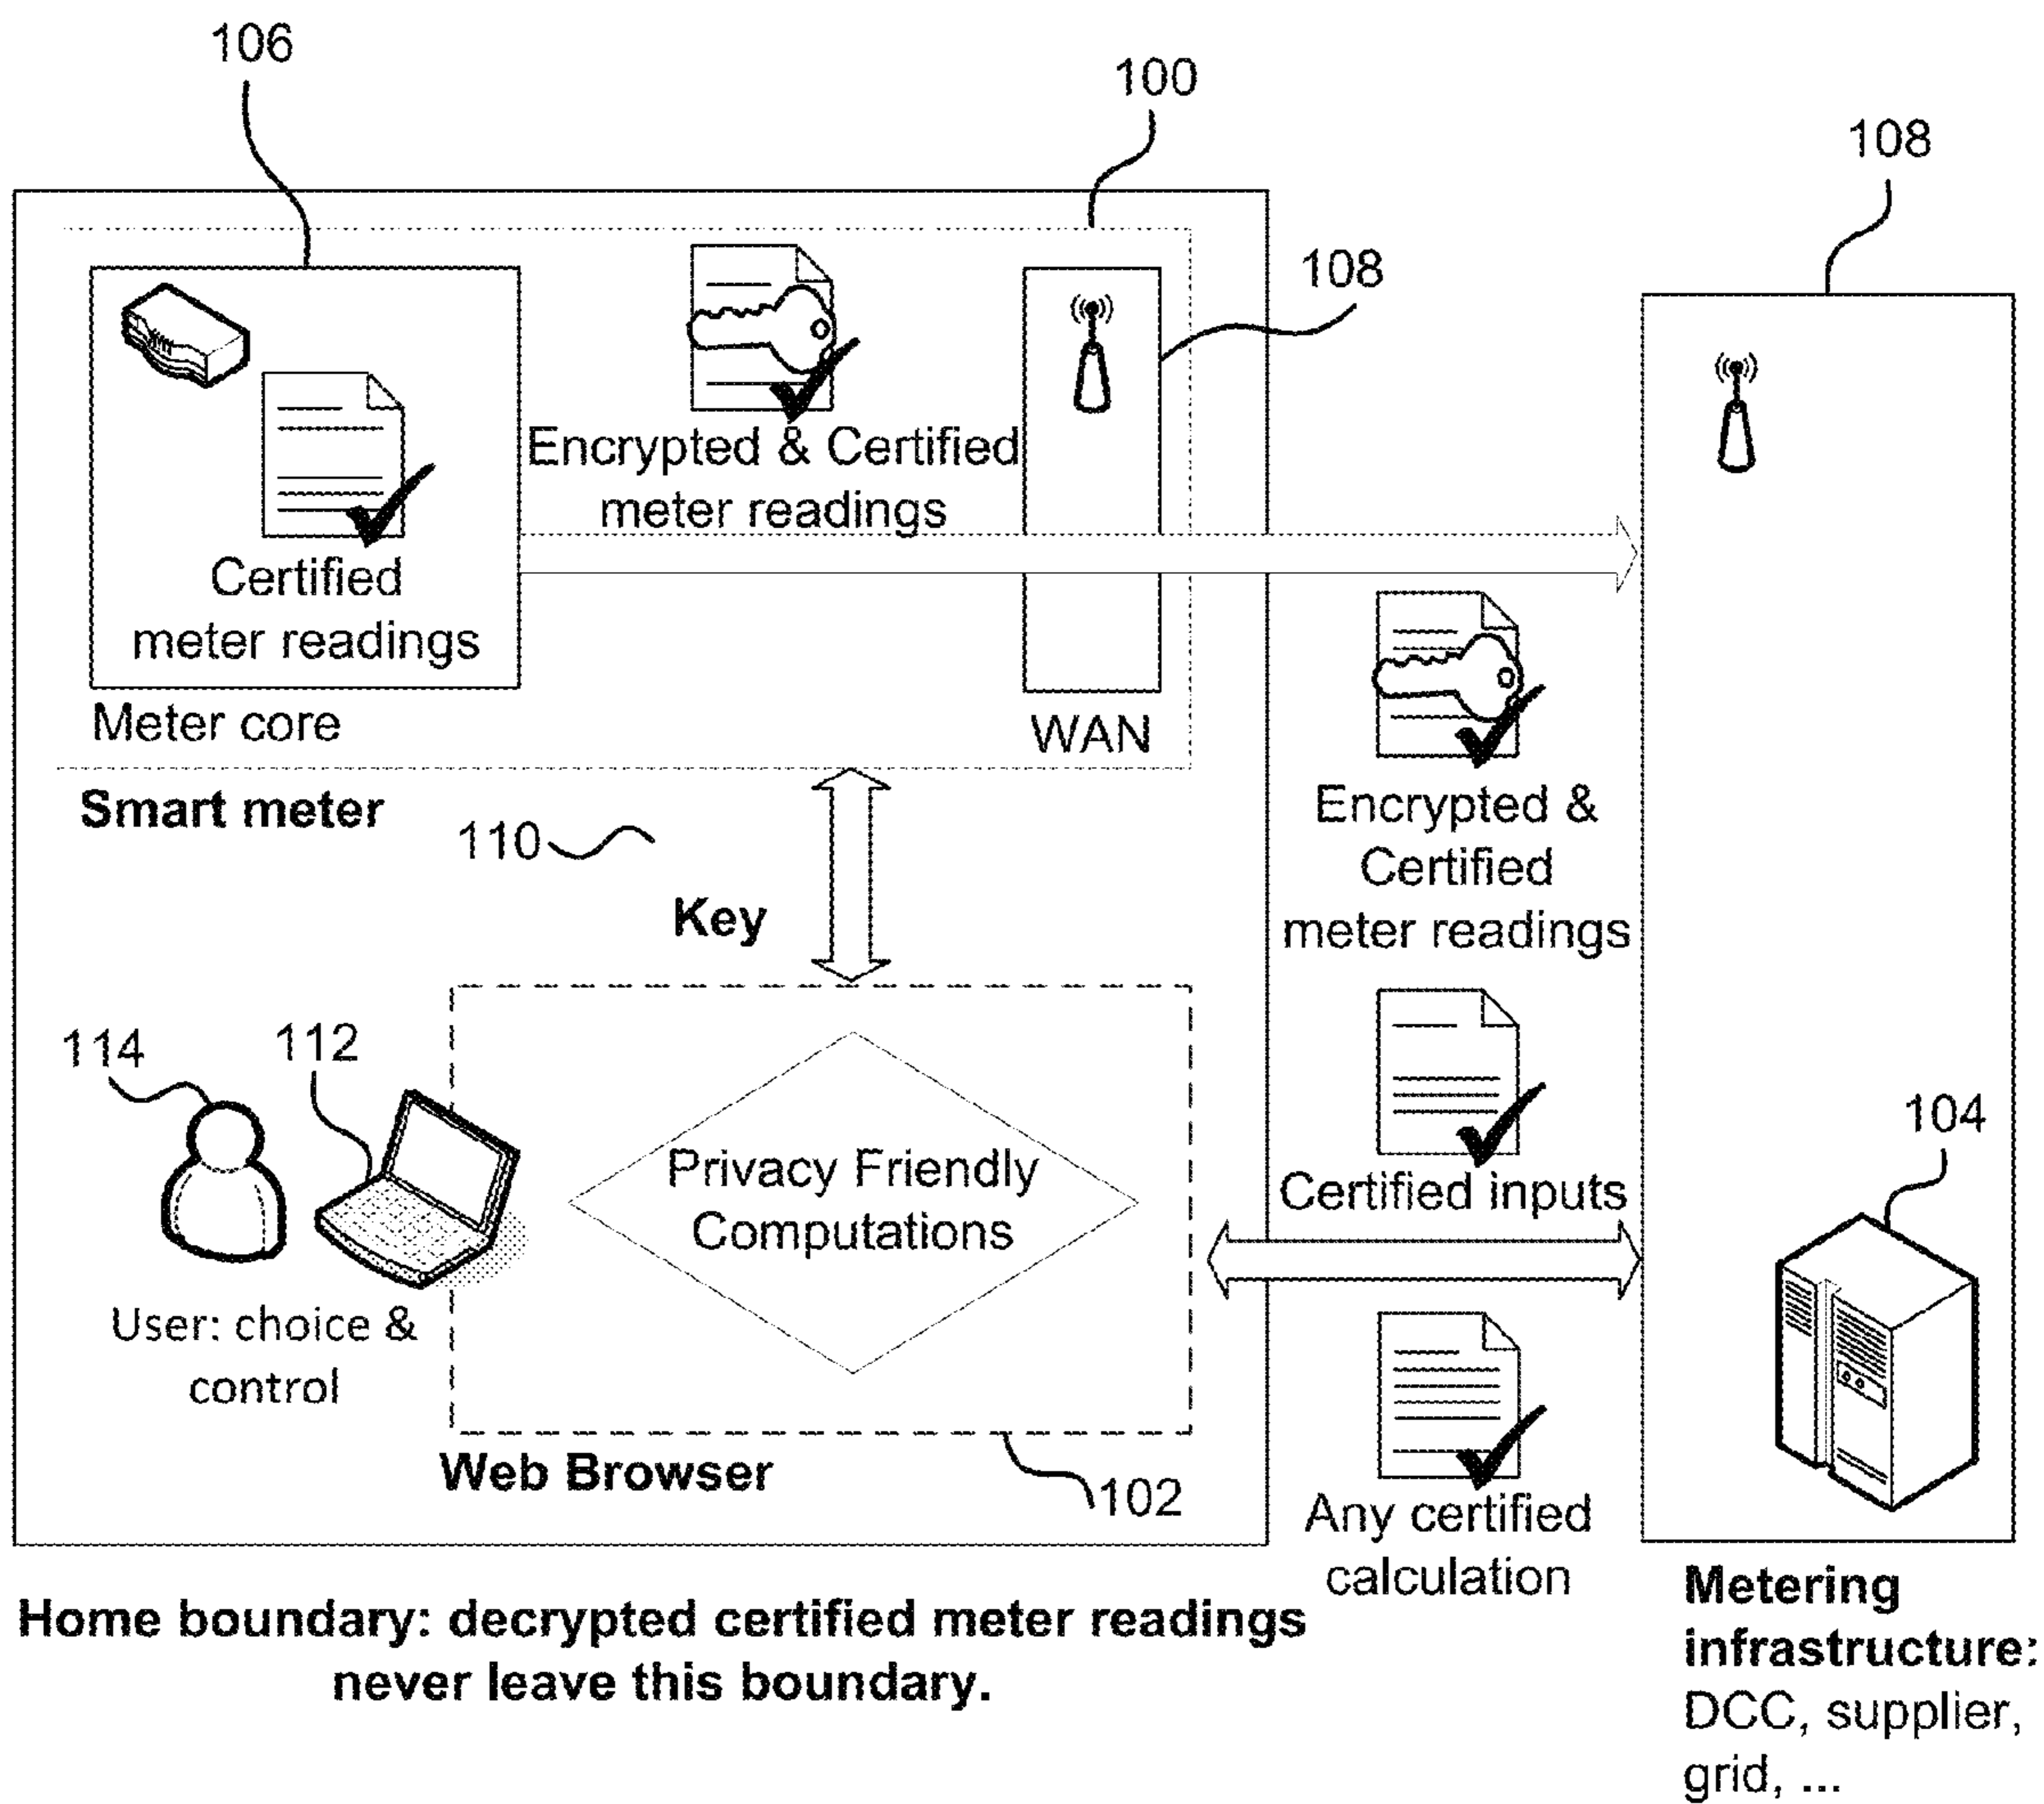 106
100
108
108
Encrypted & Certified
meter readings
Certified
meter readings
Meter core
WAN
Smart meter
110
Key
Encrypted &
Certified
meter readings
114
112
Privacy Friendly
Computations
Certified inputs
104
User: choice &
control
Web Browser
102
Any certified
calculation
Home boundary: decrypted certified meter readings
never leave this boundary.
Metering
infrastructure:
DCC, supplier,
grid, ...